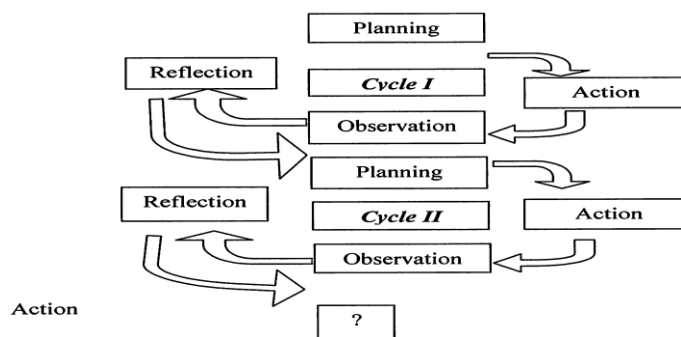 Planning
Reflection
Cycle I
Action
Observation
Planning
Reflection
Cycle II
Action
Observation
Action
?